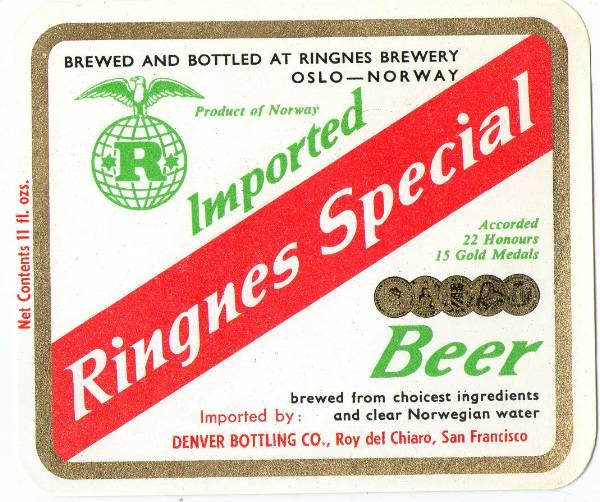 BREWED AND BOTTLED AT RINGNES BREWERY
OSLO—NORWAY
Product of Norway
R
Imported
Ringnes Special
Accorded
22 Honours
15 Gold Medals
Beer
brewed from choicest ingredients
and clear Norwegian water
Imported by:
DENVER BOTTLING CO., Roy del Chiaro, San Francisco
Net Contents 11 fl. ozs.